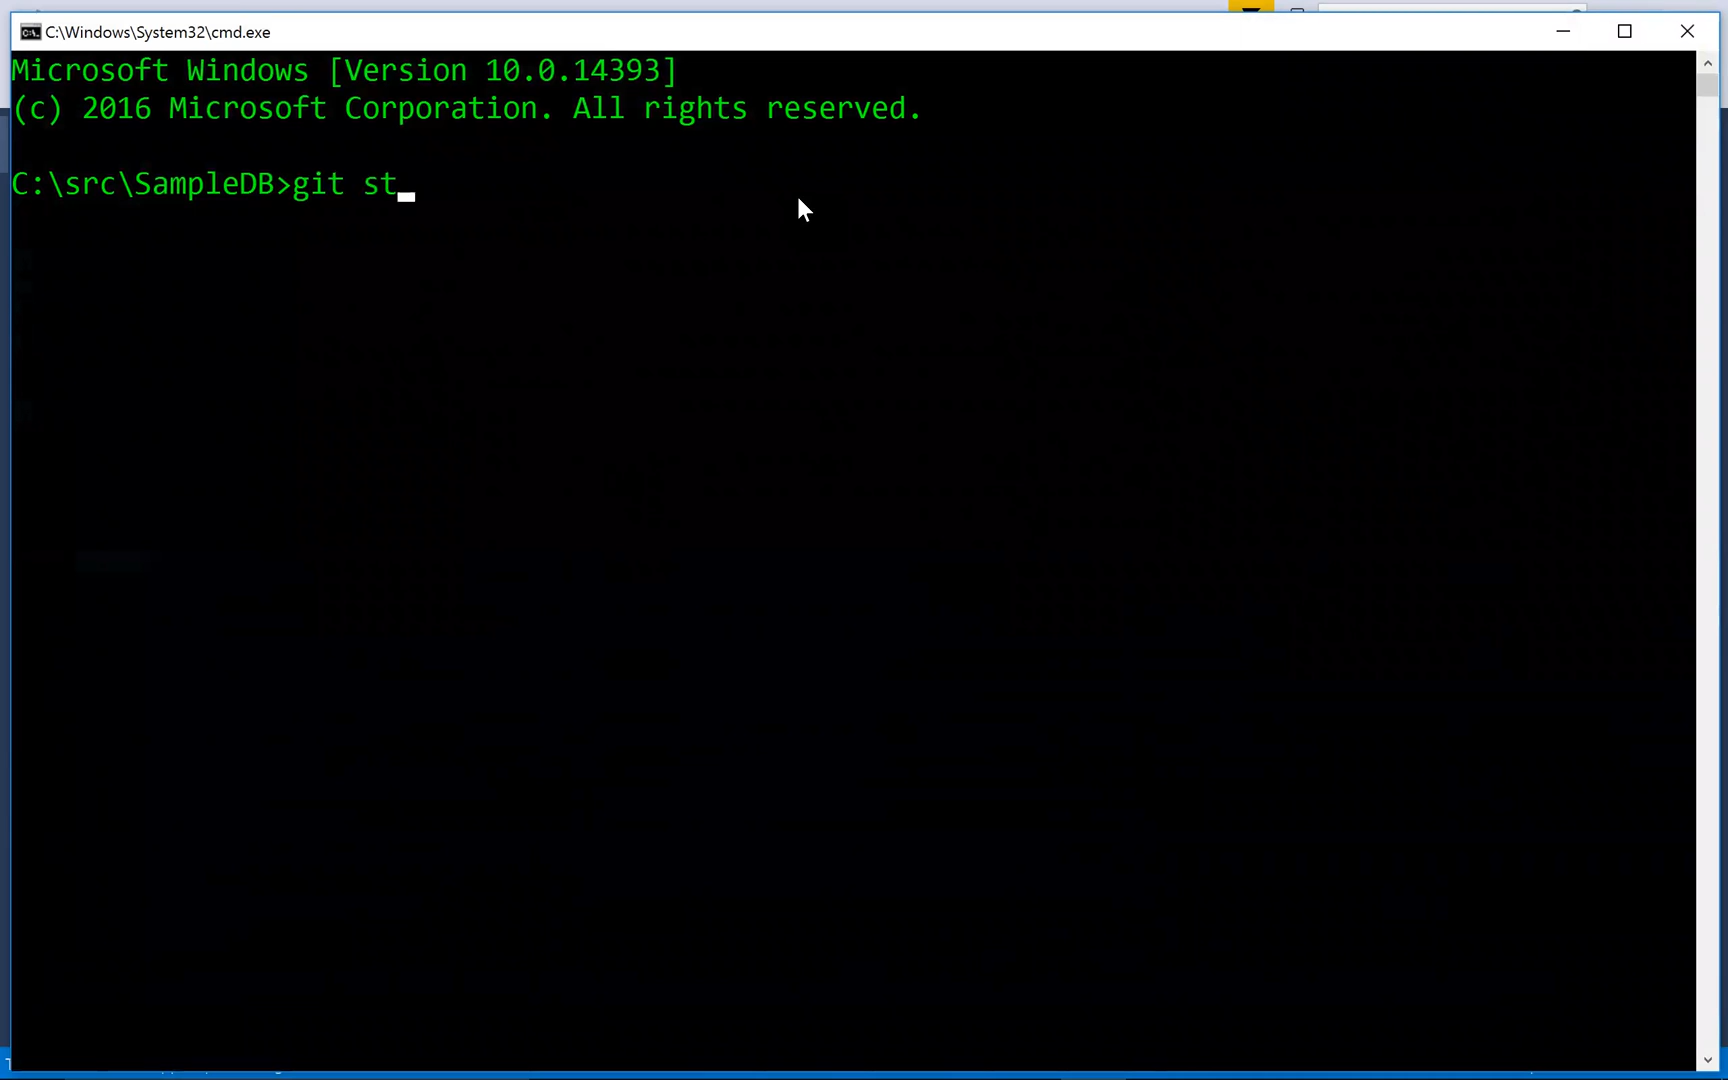 C:\Windows\System32\cmd.exe
Microsoft Windows [Version 10.0.14393]
(c) 2016 Microsoft Corporation. All rights reserved.
C:\src\SampleDB>git st